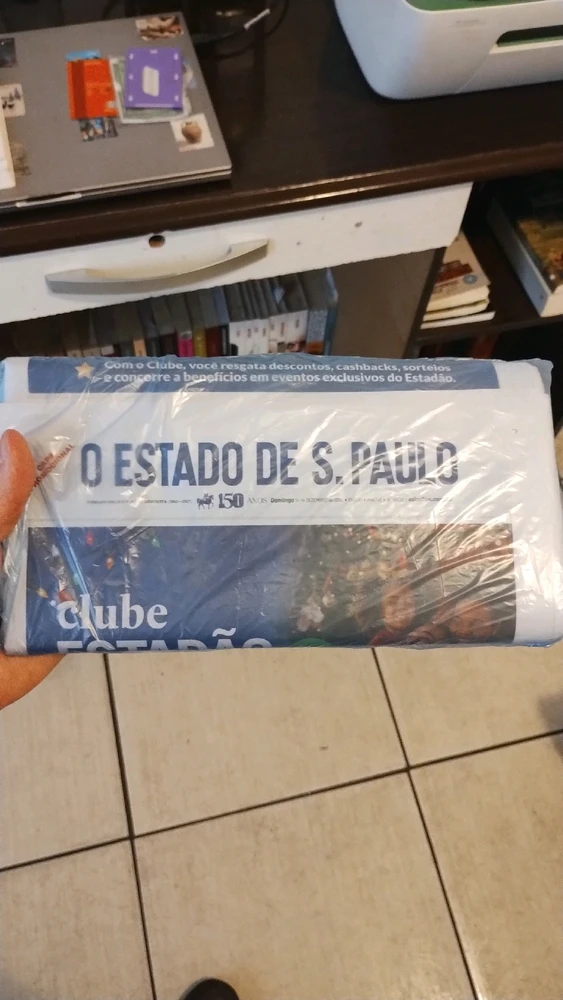 Com o Clube, você resgata descontos, cashbacks, sorteios
e concorre a benefícios em eventos exclusivos do Estadão.
O ESTADO DE S. PAULO
150 ANOS Domingo
clube
ESTADÃO